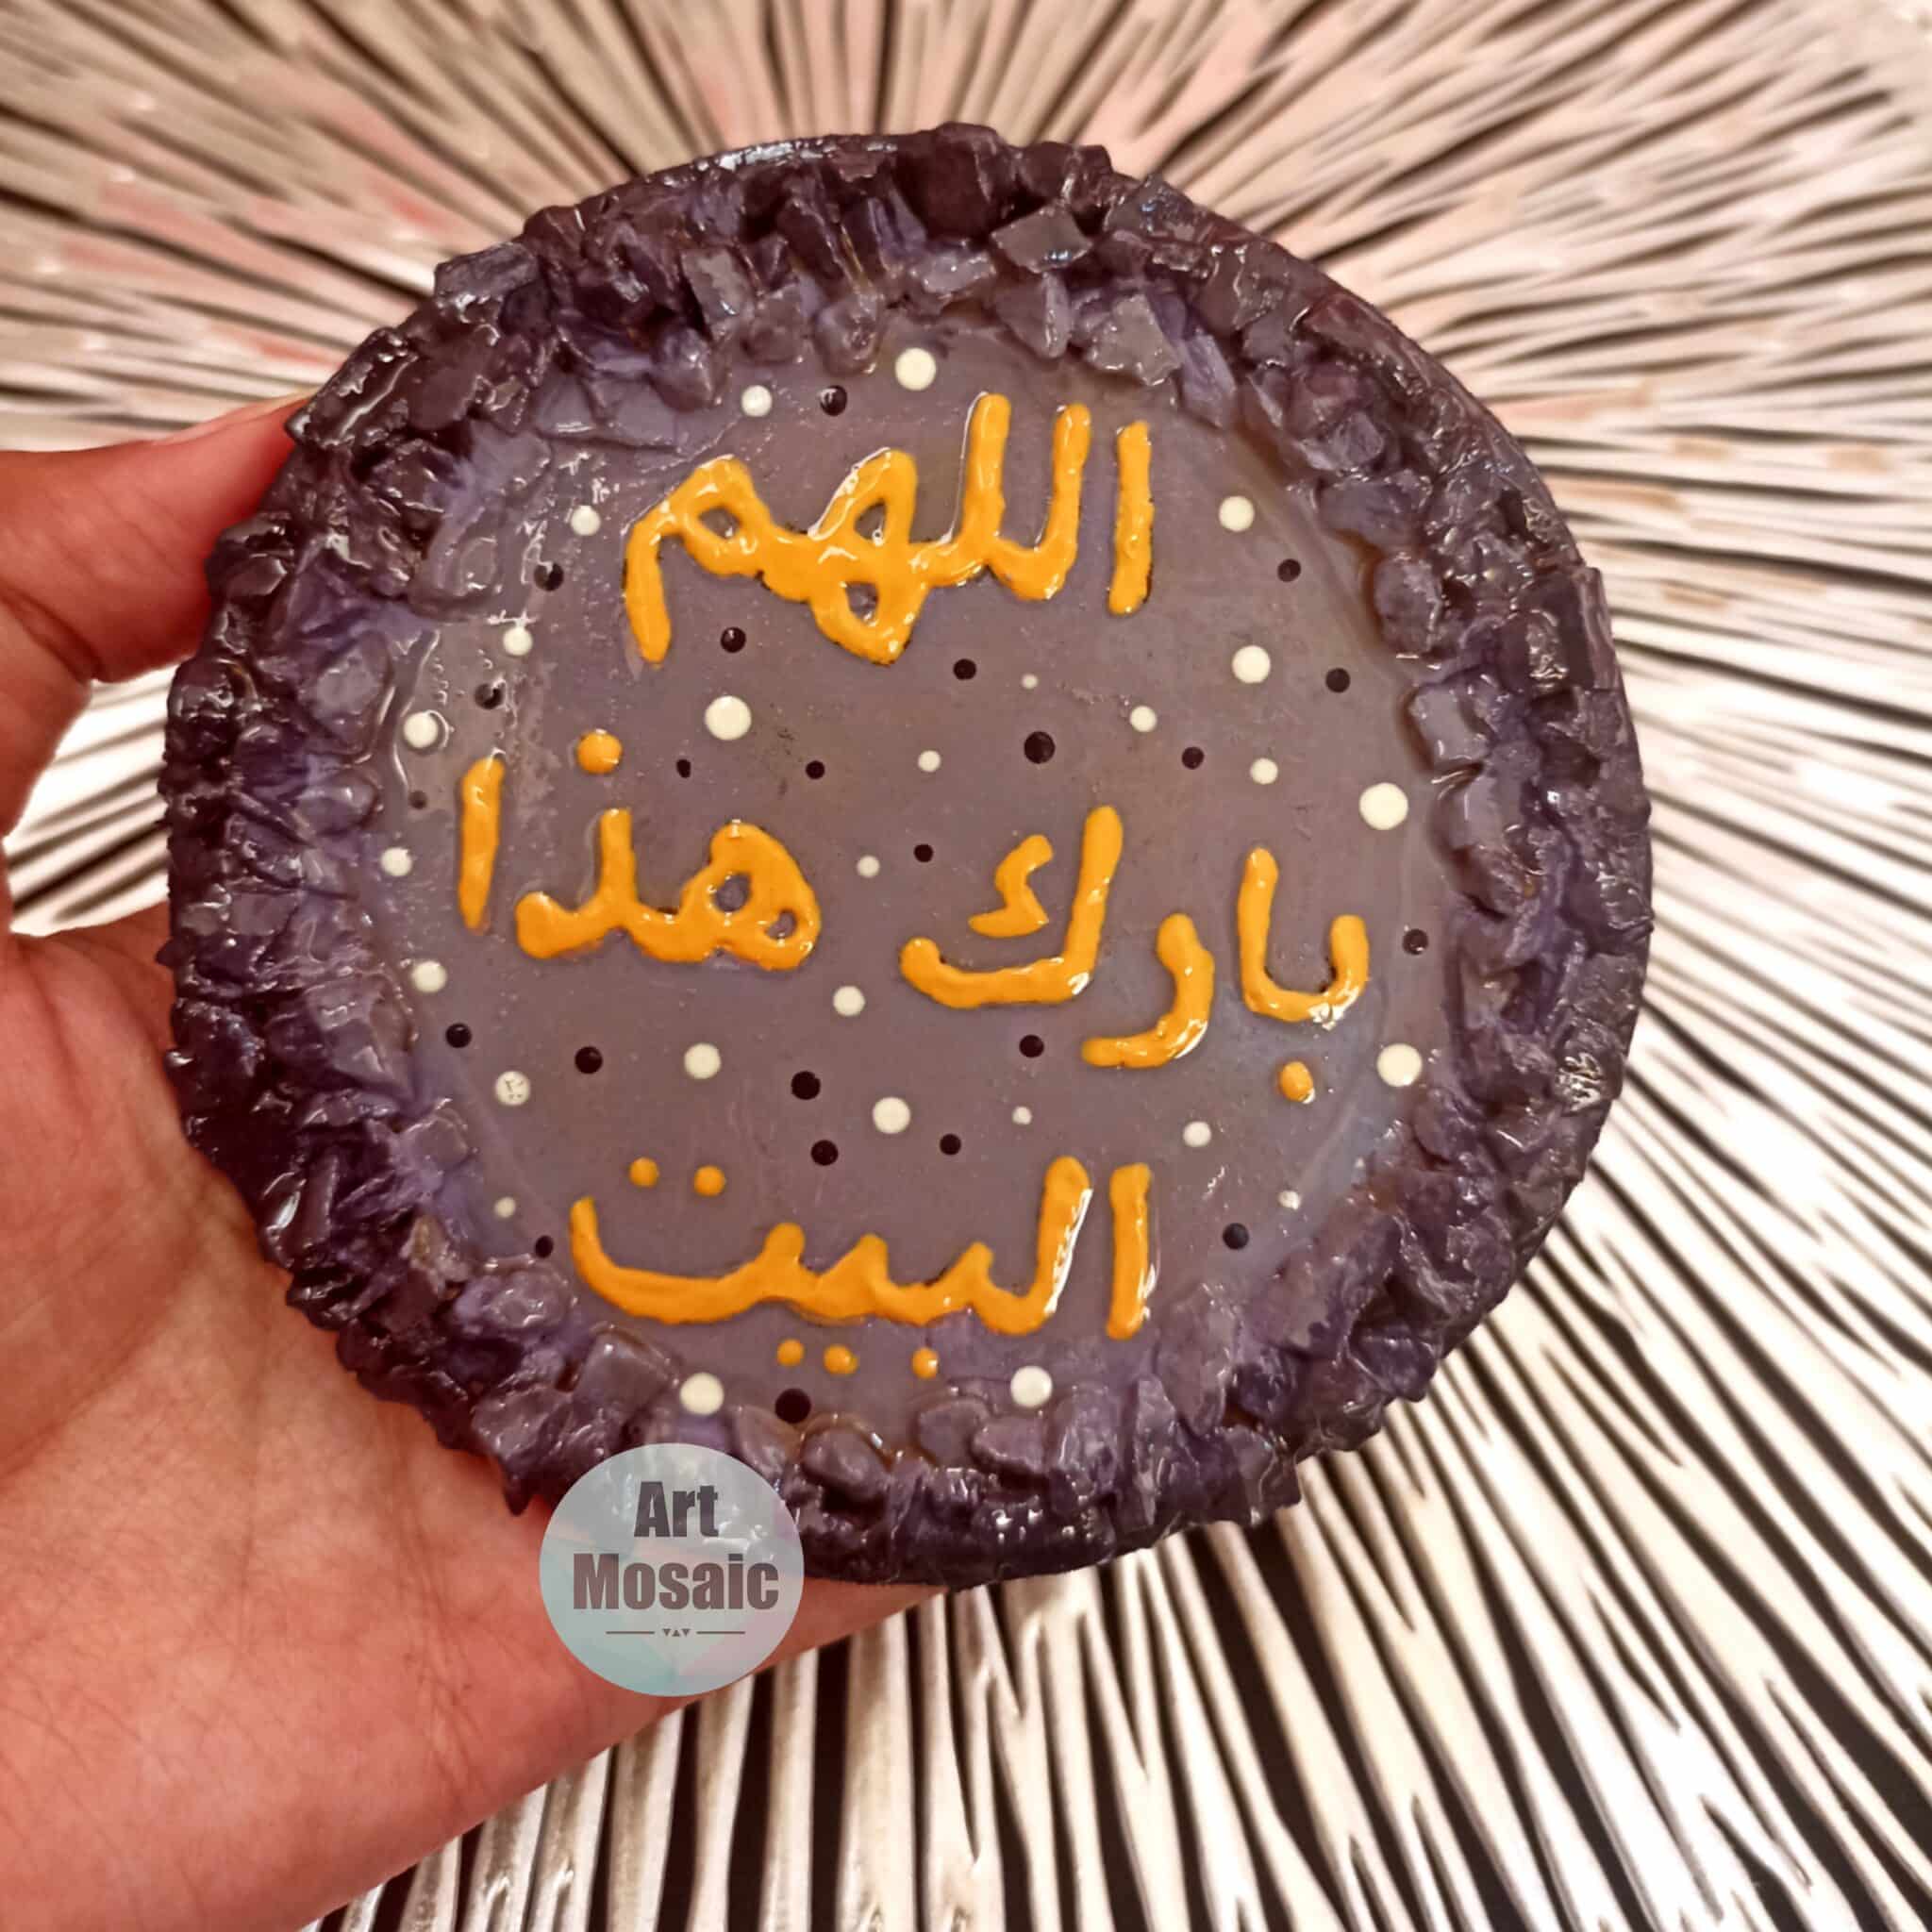 اللهم
بارك هذا
البيت
Art
Mosaic